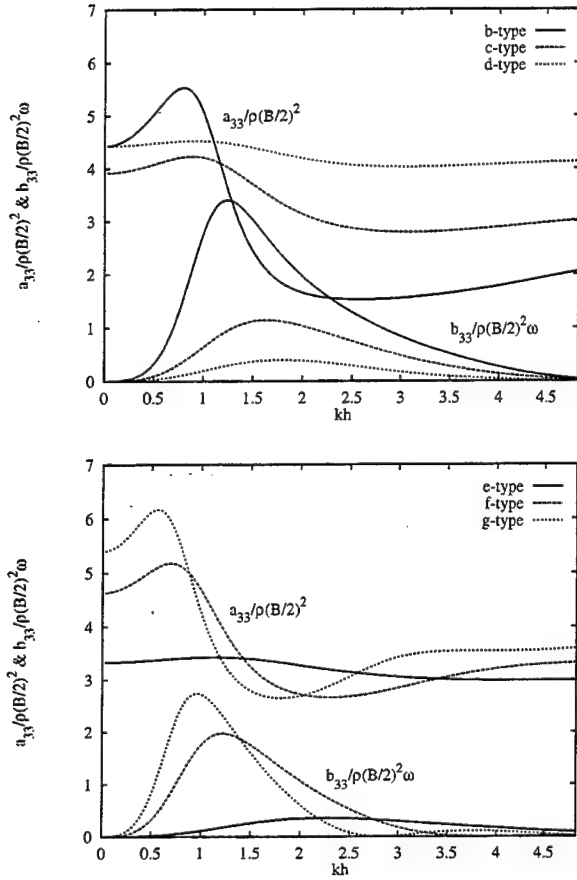 7
6
5
4
3
2
1
0
a33/ρ(B/2)2 & b33/ρ(B/2)2ω
b-type
c-type
d-type
a33/ρ(B/2)2
b33/ρ(B/2)2ω
0 0.5 1 1.5 2 2.5 3 3.5 4 4.5
kh
7
6
5
4
3
2
1
0
a33/ρ(B/2)2 & b33/ρ(B/2)2ω
e-type
f-type
g-type
a33/ρ(B/2)2
b33/ρ(B/2)2ω
0 0.5 1 1.5 2 2.5 3 3.5 4 4.5
kh